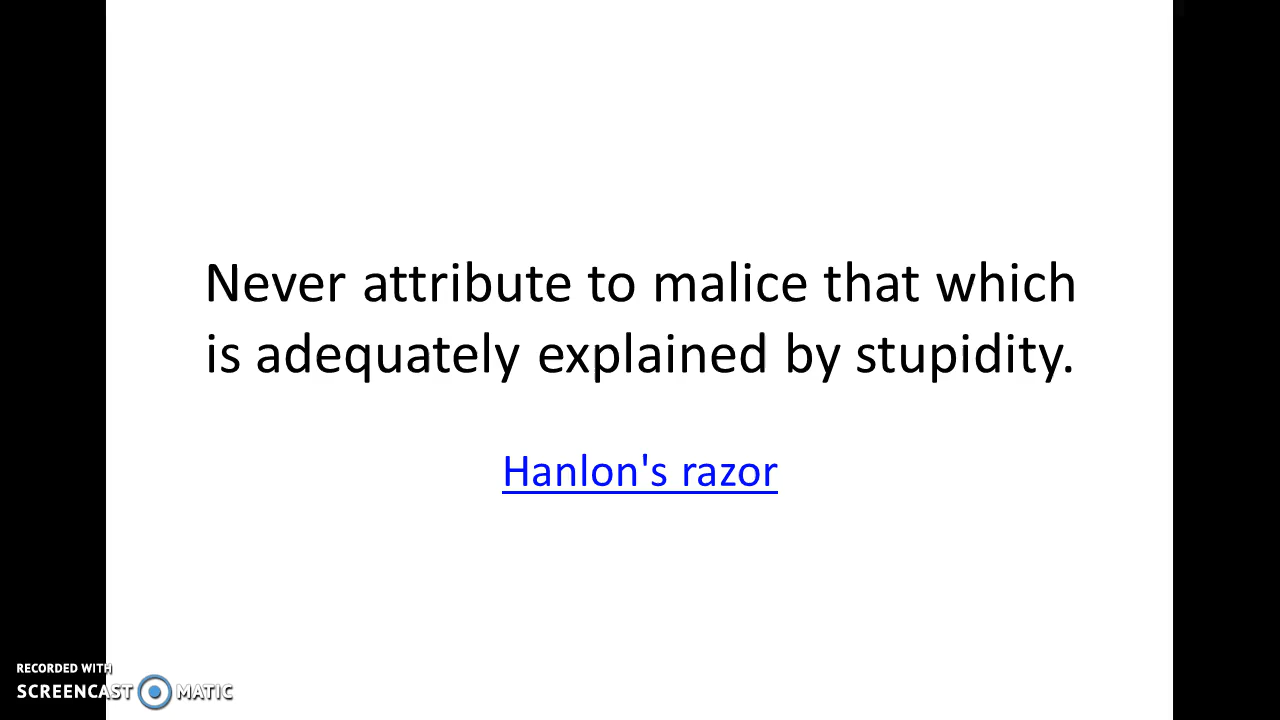 Never attribute to malice that which
is adequately explained by stupidity.
Hanlon's razor
RECORDED WITH
SCREENCAST MATIC